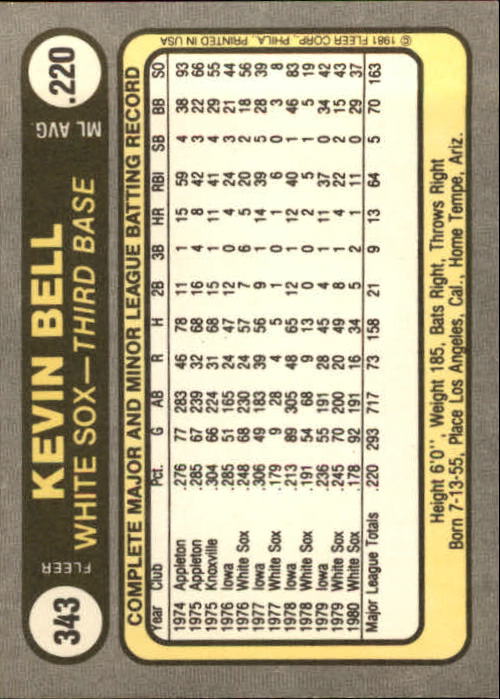 343
FLEER
KEVIN BELL
WHITE SOX—THIRD BASE
ML AVG.
.220
COMPLETE MAJOR AND MINOR LEAGUE BATTING RECORD
Year Club Pct. G AB R H 2B 3B HR RBI SB BB SO
1974 Appleton .276 77 283 46 78 11 1 15 59 4 38 93
1975 Appleton .285 67 239 32 68 16 4 8 42 3 22 66
1975 Knoxville .304 66 224 31 68 15 1 11 41 4 29 55
1976 Iowa .285 51 165 24 47 12 0 4 24 3 21 44
1976 White Sox .248 68 230 24 57 7 6 5 20 2 18 56
1977 Iowa .306 49 183 39 56 9 1 14 39 5 28 39
1977 White Sox .179 9 28 4 5 1 0 1 6 0 3 8
1978 Iowa .213 89 305 48 65 12 0 12 40 1 46 83
1978 White Sox .191 54 68 9 13 0 0 2 5 1 5 19
1979 Iowa .236 55 191 28 45 4 1 11 37 0 34 42
1979 White Sox .245 70 200 20 49 8 1 4 22 2 15 43
1980 White Sox .178 92 191 16 34 5 2 1 11 0 29 37
Major League Totals .220 293 717 73 158 21 9 13 64 5 70 163
Height 6'0'', Weight 185, Bats Right, Throws Right
Born 7-13-55, Place Los Angeles, Cal., Home Tempe, Ariz.
© 1981 FLEER CORP., PHILA., PRINTED IN USA